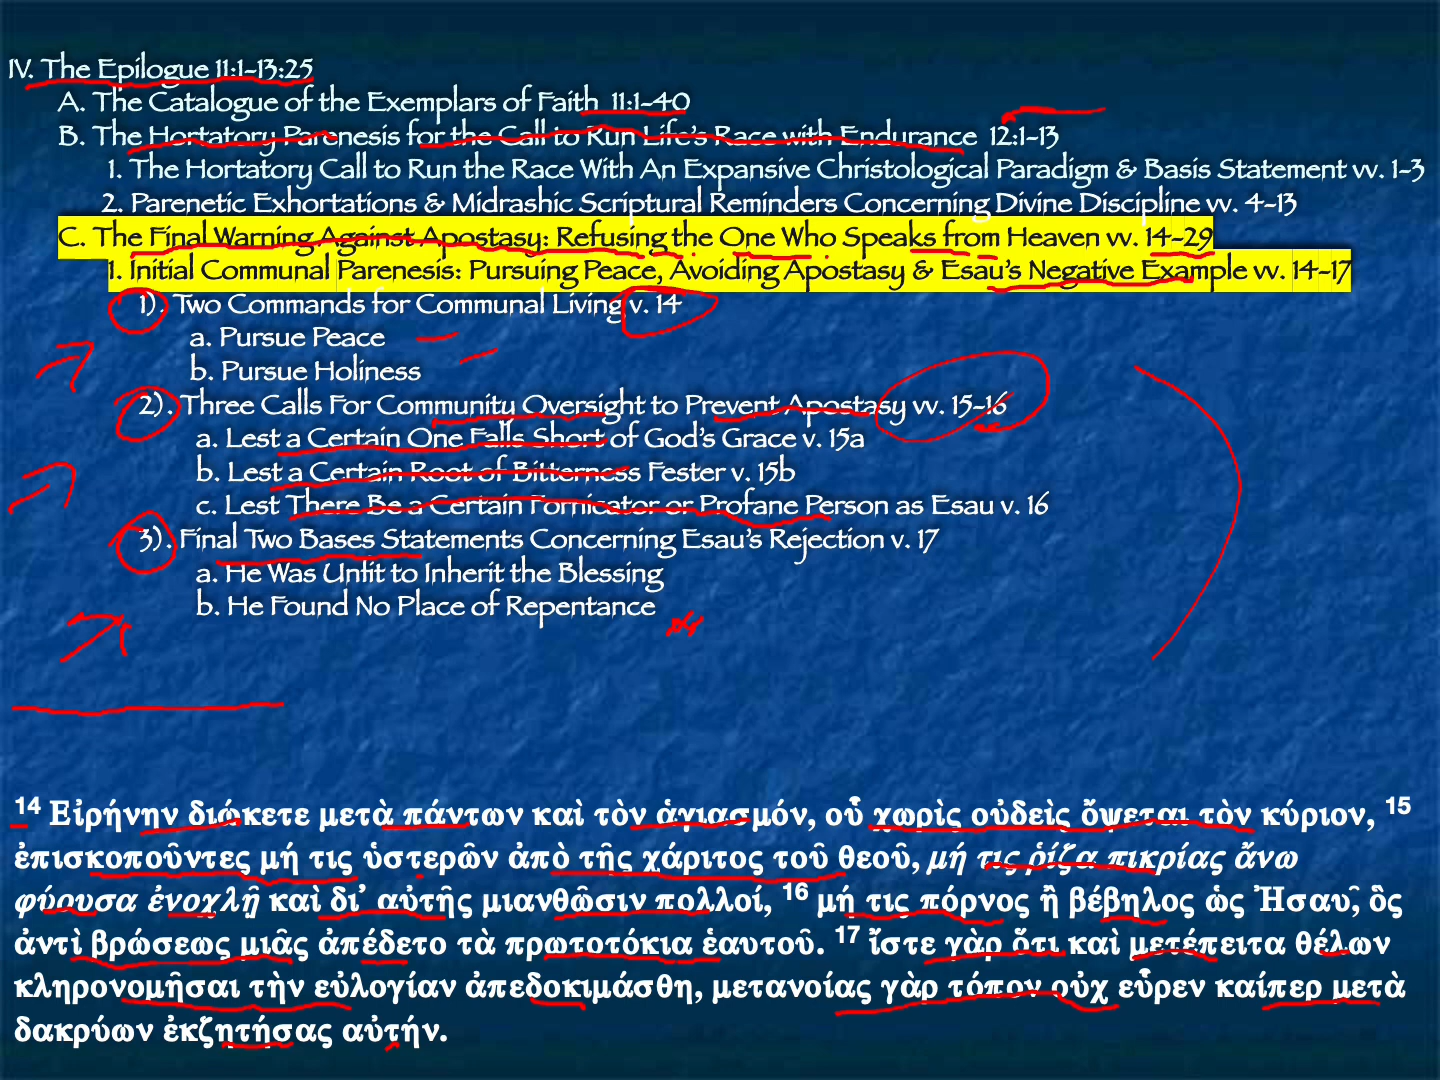 IV. The Epilogue 11:1-13:25
A. The Catalogue of the Exemplars of Faith 11:1-40
B. The Hortatory Parenesis for the Call to Run Life's Race with Endurance 12:1-13
1. The Hortatory Call to Run the Race With An Expansive Christological Paradigm & Basis Statement vv. 1-3
2. Parenetic Exhortations & Midrashic Scriptural Reminders Concerning Divine Discipline vv. 4-13
C. The Final Warning Against Apostasy: Refusing the One Who Speaks from Heaven vv. 14-29
1. Initial Communal Parenesis: Pursuing Peace, Avoiding Apostasy & Esau's Negative Example vv. 14-17
1). Two Commands for Communal Living v. 14
a. Pursue Peace
b. Pursue Holiness
2). Three Calls For Community Oversight to Prevent Apostasy vv. 15-16
a. Lest a Certain One Falls Short of God's Grace v. 15a
b. Lest a Certain Root of Bitterness Fester v. 15b
c. Lest There Be a Certain Fornicator or Profane Person as Esau v. 16
3). Final Two Bases Statements Concerning Esau's Rejection v. 17
a. He Was Unfit to Inherit the Blessing
b. He Found No Place of Repentance
14 Εἰρήνην διώκετε μετὰ πάντων καὶ τὸν ἁγιασμόν, οὗ χωρὶς οὐδεὶς ὄψεται τὸν κύριον, 15
ἐπισκοποῦντες μή τις ὑστερῶν ἀπὸ τῆς χάριτος τοῦ θεοῦ, μή τις ῥίζα πικρίας ἄνω
φύουσα ἐνοχλῇ καὶ δι᾽ αὐτῆς μιανθῶσιν πολλοί, 16 μή τις πόρνος ἢ βέβηλος ὡς Ἠσαῦ, ὃς
ἀντὶ βρώσεως μιᾶς ἀπέδετο τὰ πρωτοτόκια ἑαυτοῦ. 17 ἴστε γὰρ ὅτι καὶ μετέπειτα θέλων
κληρονομῆσαι τὴν εὐλογίαν ἀπεδοκιμάσθη, μετανοίας γὰρ τόπον οὐχ εὗρεν καίπερ μετὰ
δακρύων ἐκζητήσας αὐτήν.